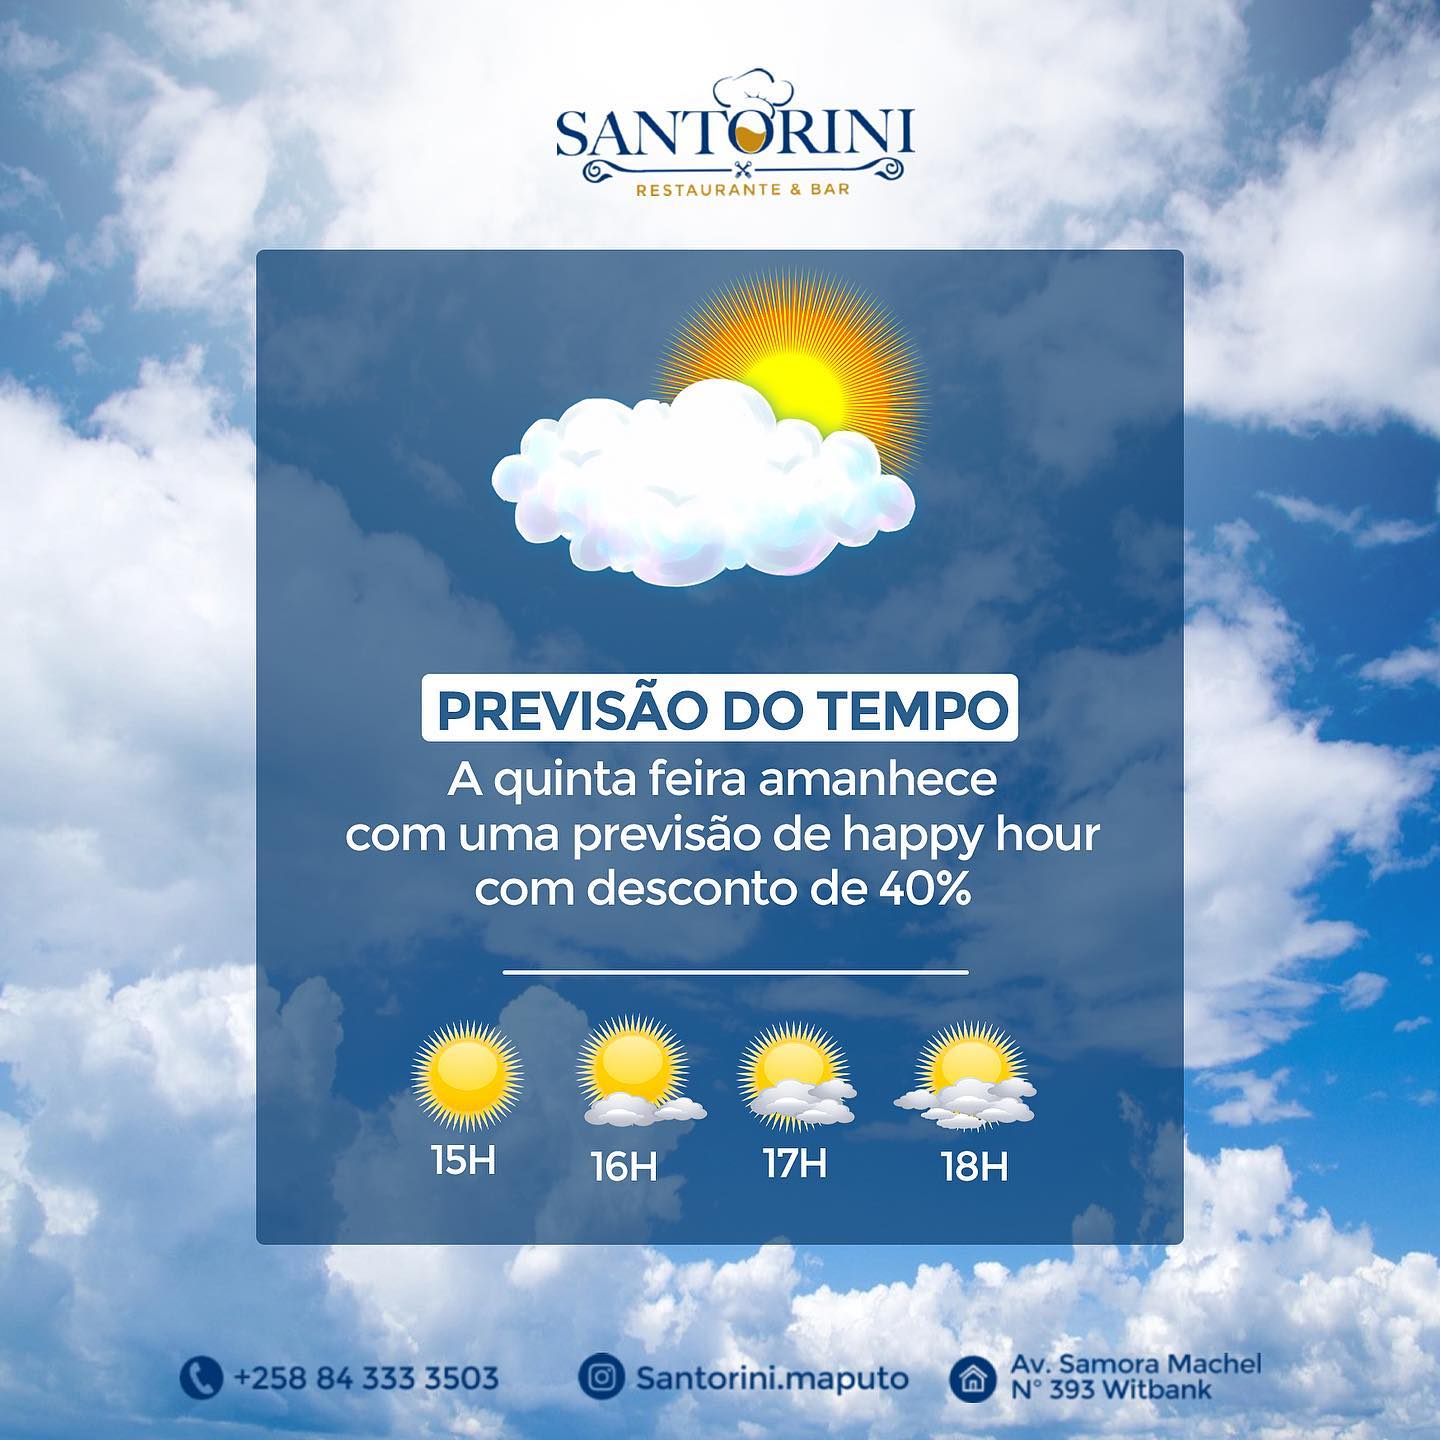 SANTORINI
RESTAURANTE & BAR
PREVISÃO DO TEMPO
A quinta feira amanhece
com uma previsão de happy hour
com desconto de 40%
15H
16H
17H
18H
+258 84 333 3503
Santorini.maputo
Av. Samora Machel
N° 393 Witbank